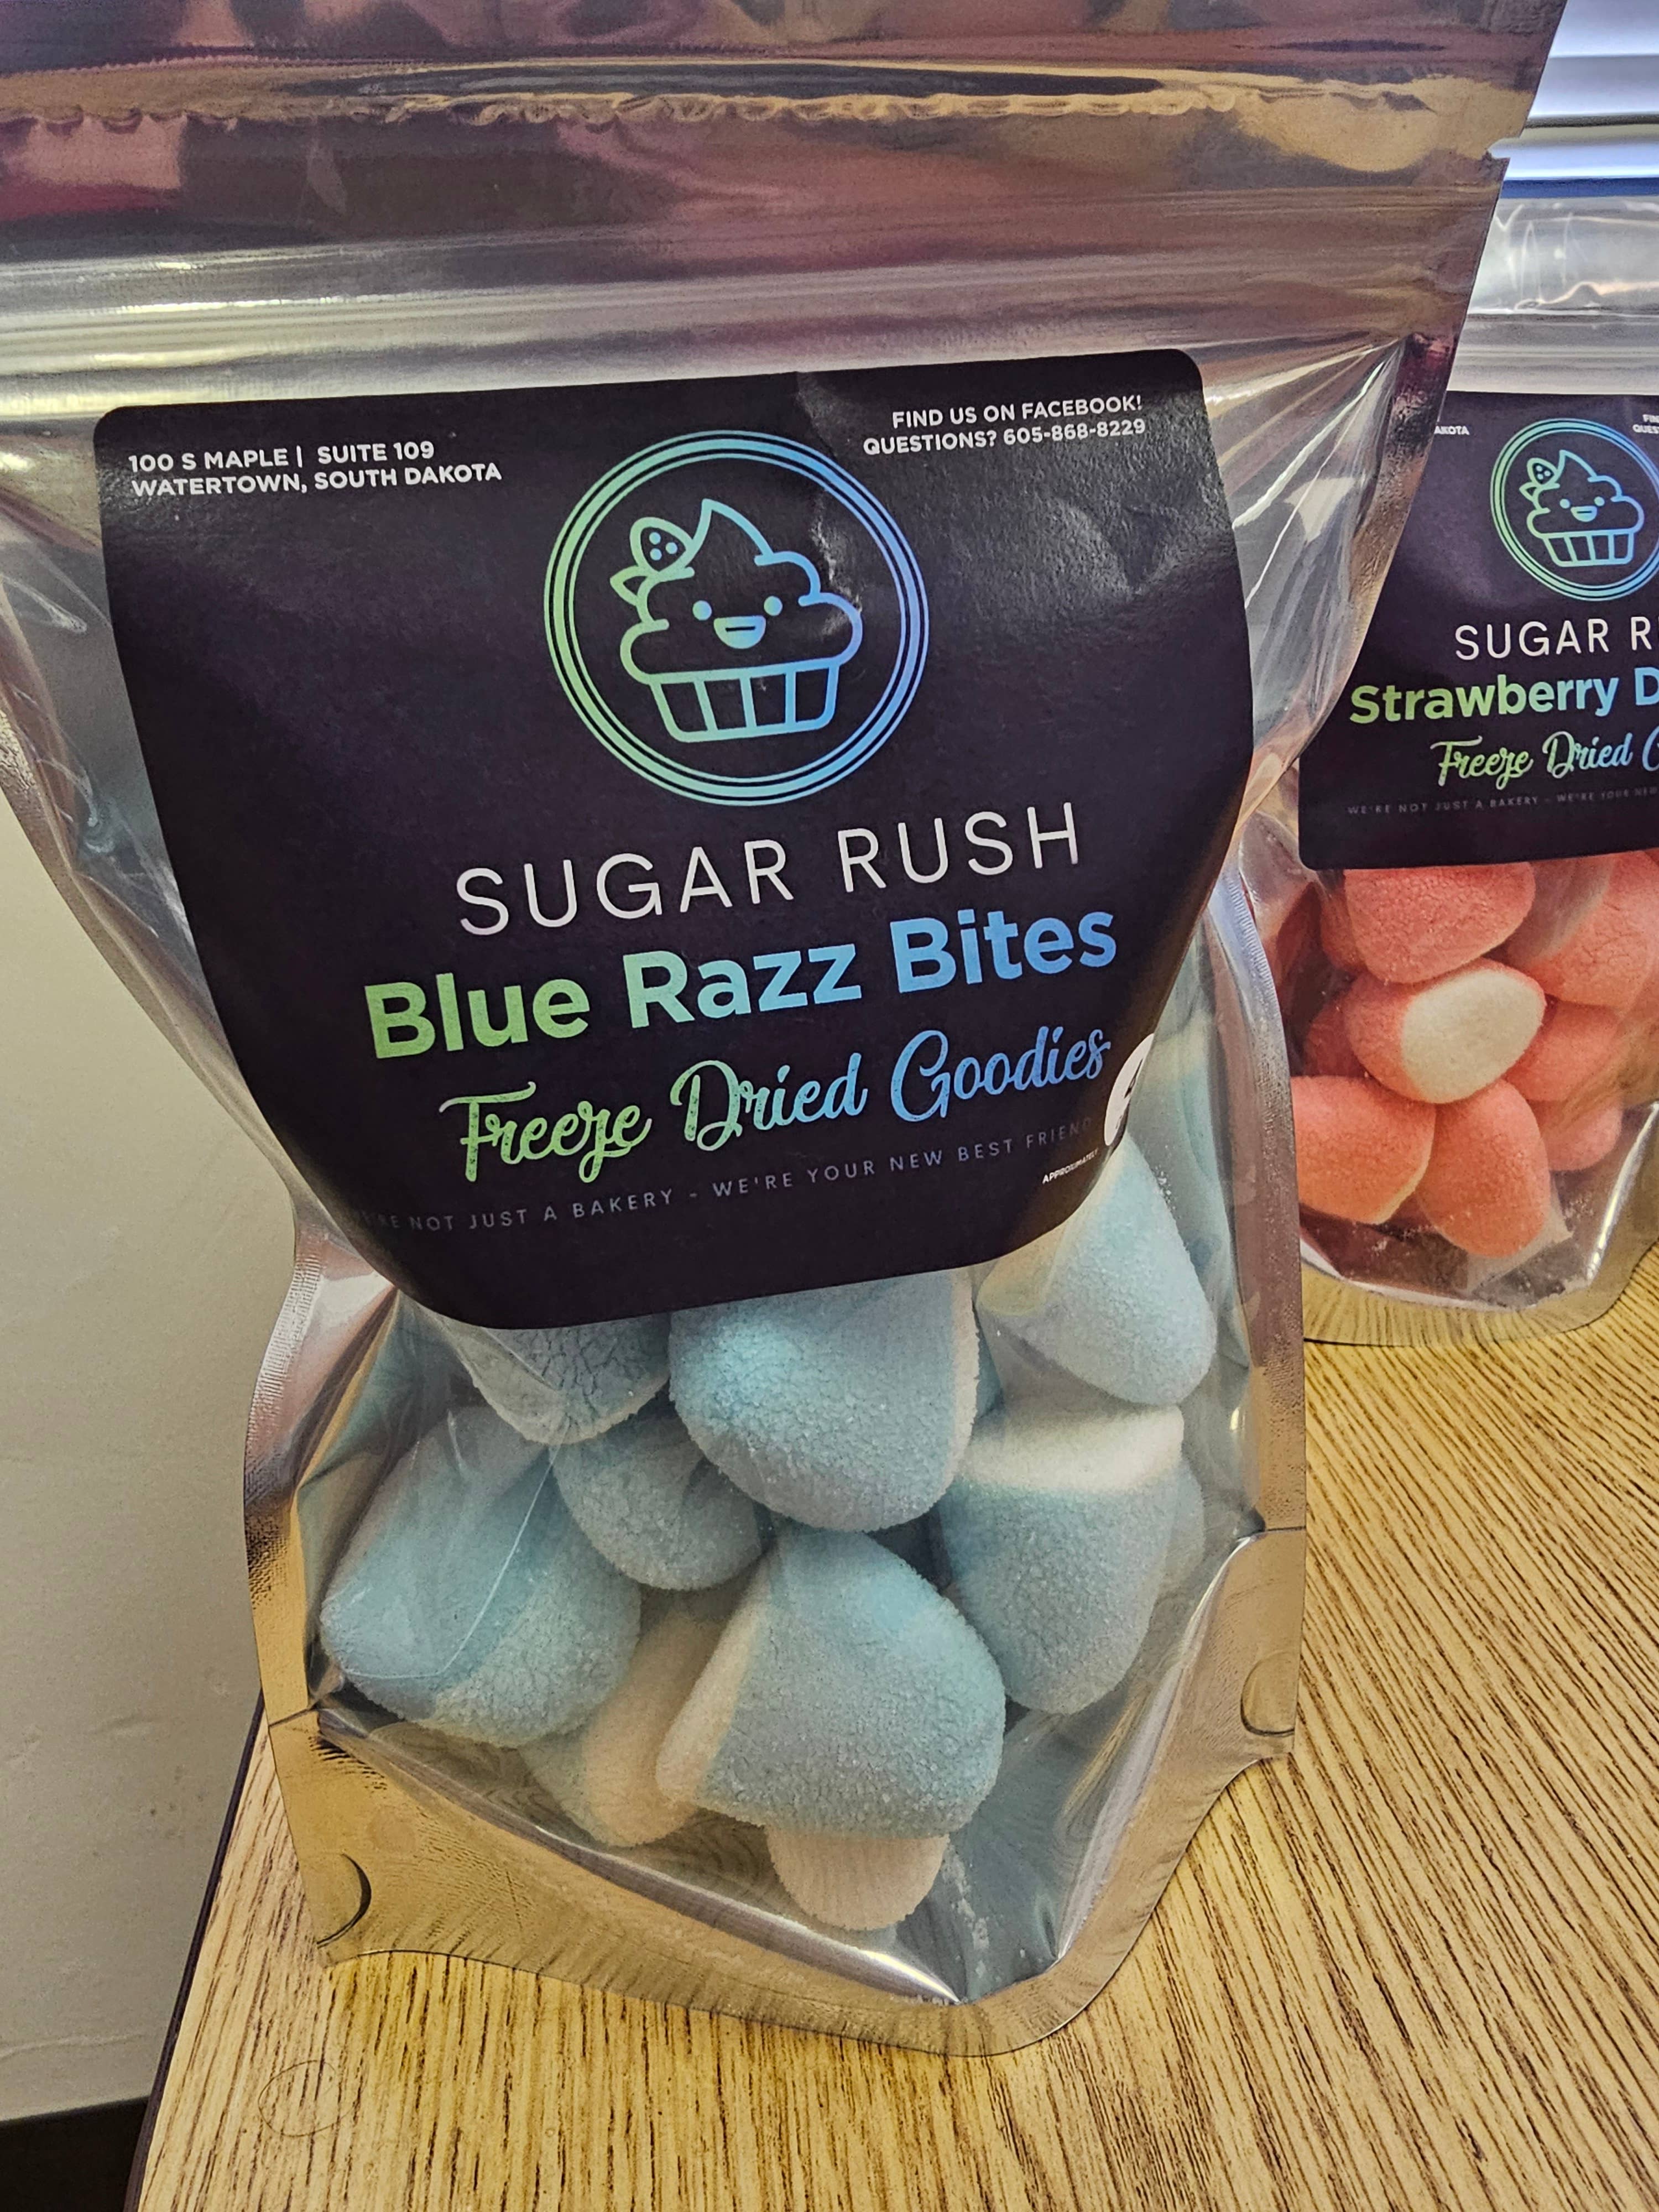 100 S MAPLE | SUITE 109
WATERTOWN, SOUTH DAKOTA
FIND US ON FACEBOOK!
QUESTIONS? 605-868-8229
SUGAR RUSH
Blue Razz Bites
Freeze Dried Goodies
NOT JUST A BAKERY - WE'RE YOUR NEW BEST FRIEND
APPROXIMATELY
SUGAR
Strawberry
Freeze Dried
WE'RE NOT JUST A BAKERY - WE'RE YOUR NEW